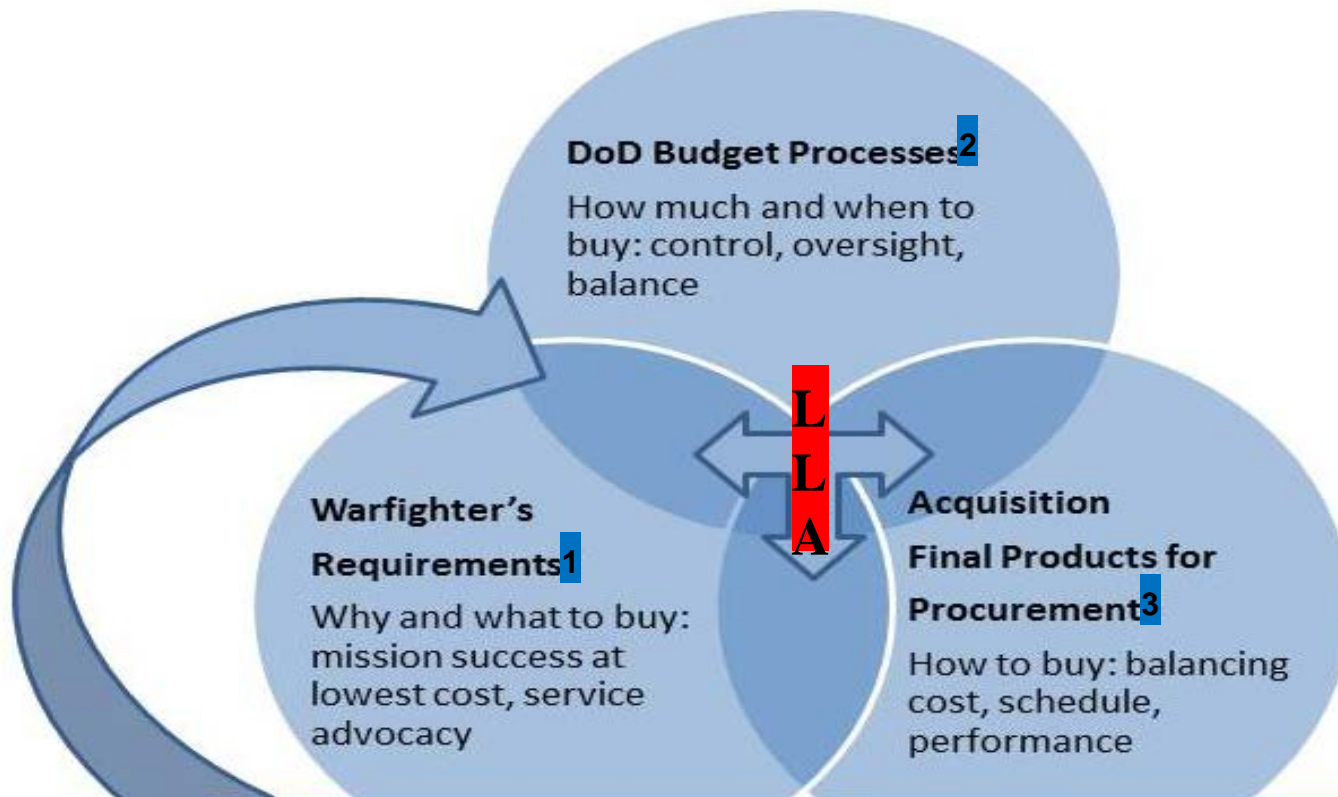 DoD Budget Processes2
How much and when to
buy: control, oversight,
balance
L
L
A
Warfighter’s
Requirements1
Why and what to buy:
mission success at
lowest cost, service
advocacy
Acquisition
Final Products for
Procurement3
How to buy: balancing
cost, schedule,
performance